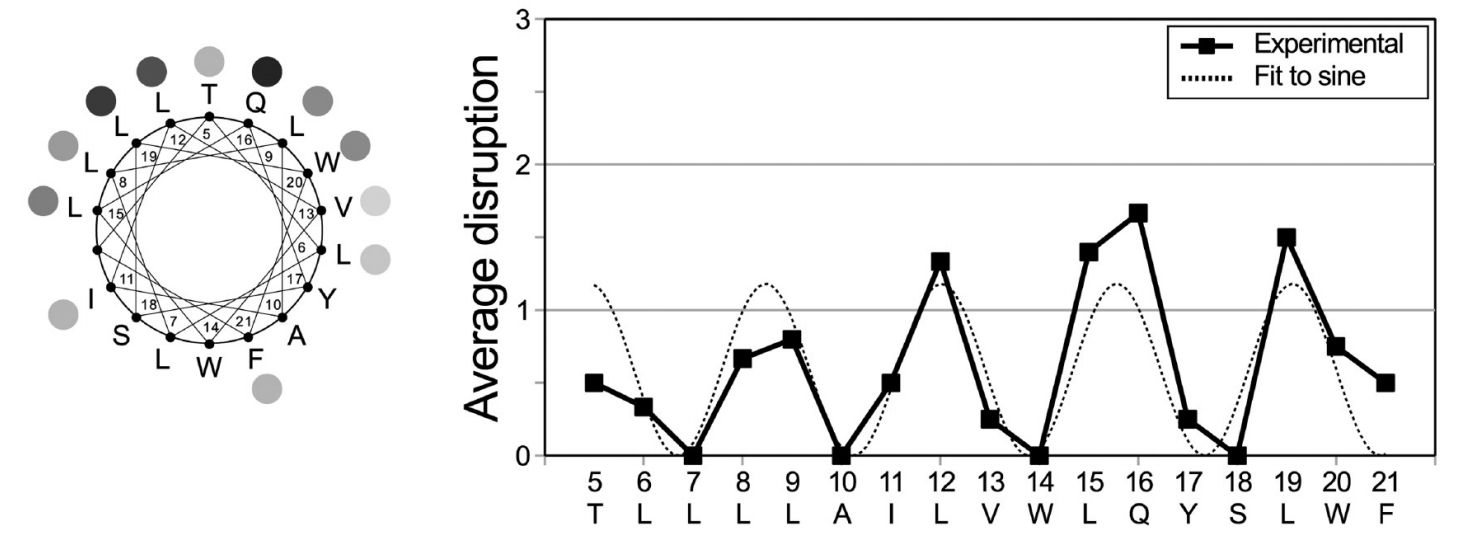 T
L Q
L L
L W
L V
L
I Y
S A
L F
W
5
12 16
19 9
8 20
15 13
6
11 17
18 10
7 21
14
Average disruption
3
2
1
0
Experimental
Fit to sine
5 6 7 8 9 10 11 12 13 14 15 16 17 18 19 20 21
T L L L L A I L V W L Q Y S L W F